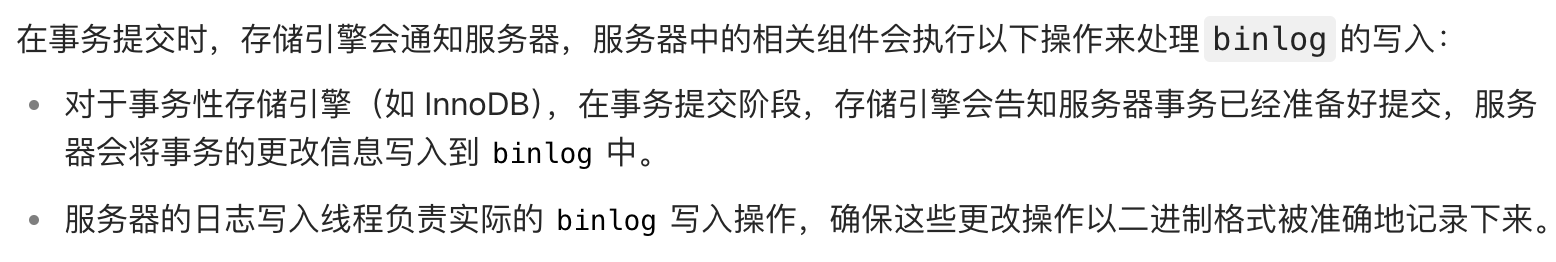 在事务提交时，存储引擎会通知服务器，服务器中的相关组件会执行以下操作来处理 binlog 的写入：
• 对于事务性存储引擎（如 InnoDB），在事务提交阶段，存储引擎会告知服务器事务已经准备好提交，服务
器会将事务的更改信息写入到 binlog 中。
• 服务器的日志写入线程负责实际的 binlog 写入操作，确保这些更改操作以二进制格式被准确地记录下来。